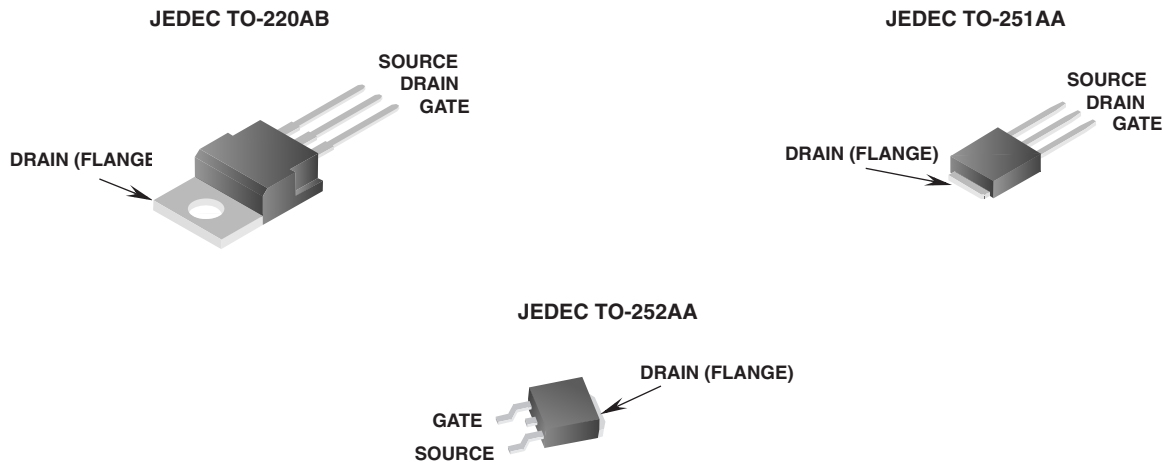 JEDEC TO-220AB
SOURCE
DRAIN
GATE
DRAIN (FLANGE
JEDEC TO-251AA
SOURCE
DRAIN
GATE
DRAIN (FLANGE)
JEDEC TO-252AA
DRAIN (FLANGE)
GATE
SOURCE